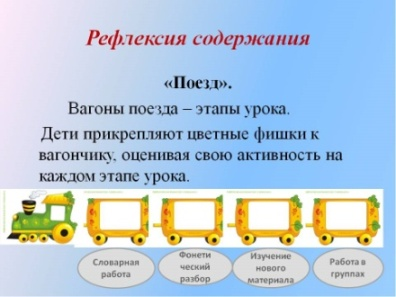 Рефлексия содержания
«Поезд».
Вагоны поезда – этапы урока.
Дети прикрепляют цветные фишки к
вагончику, оценивая свою активность на
каждом этапе урока.
Словарная
работа
Фонети
ческий
разбор
Изучение
нового
материала
Работа в
группах